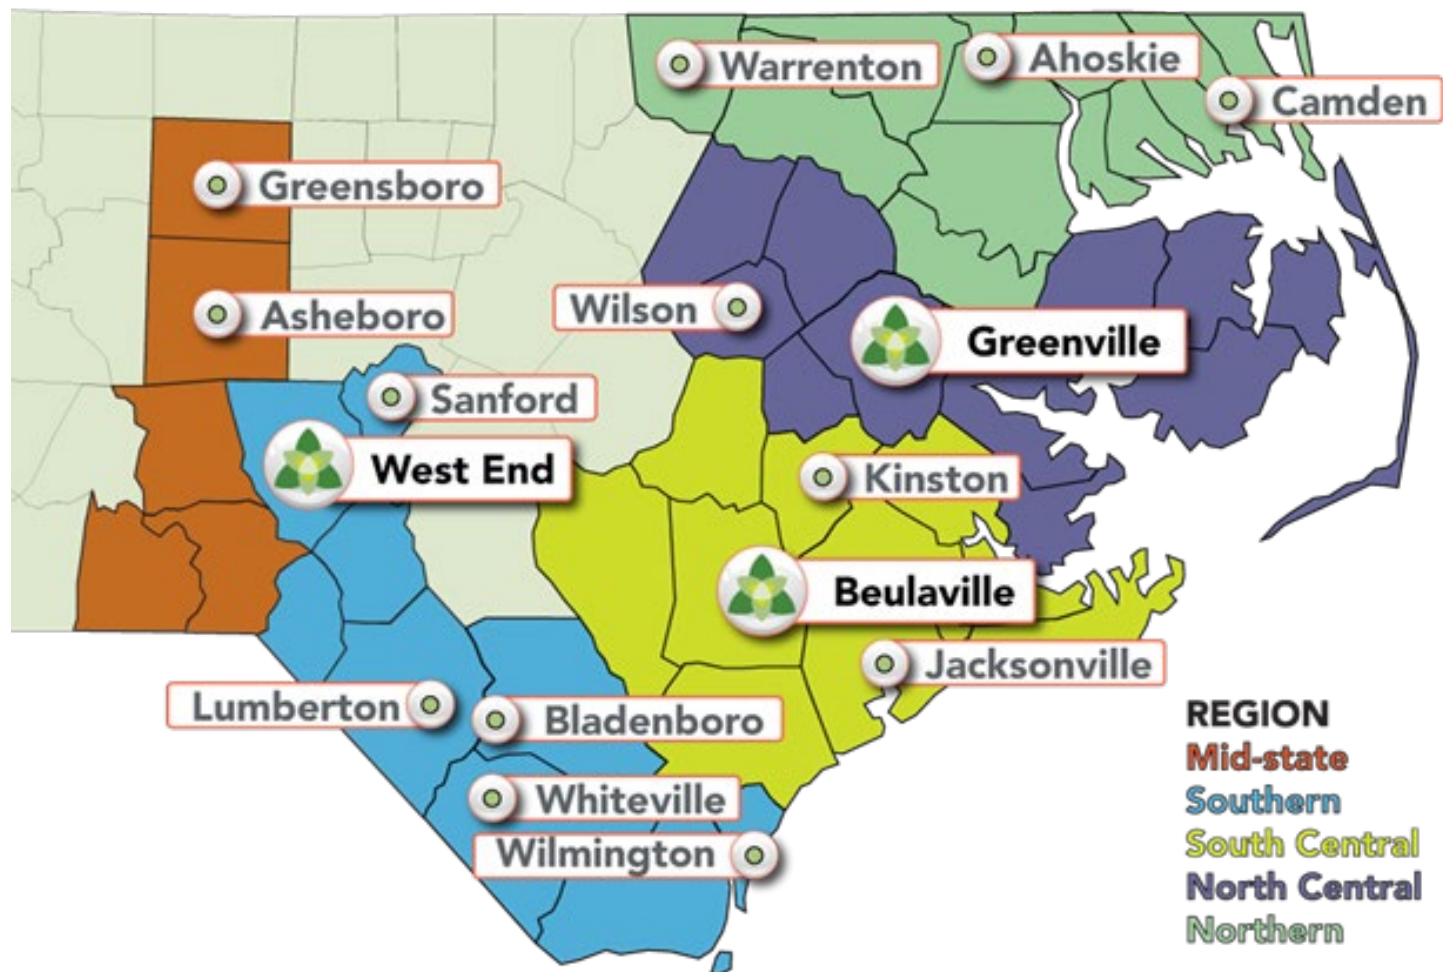 Warrenton
Ahoskie
Camden
Greensboro
Wilson
Asheboro
Greenville
Sanford
West End
Kinston
Beulaville
Jacksonville
Lumberton
Bladenboro
Whiteville
Wilmington
REGION
Mid-state
Southern
South Central
North Central
Northern